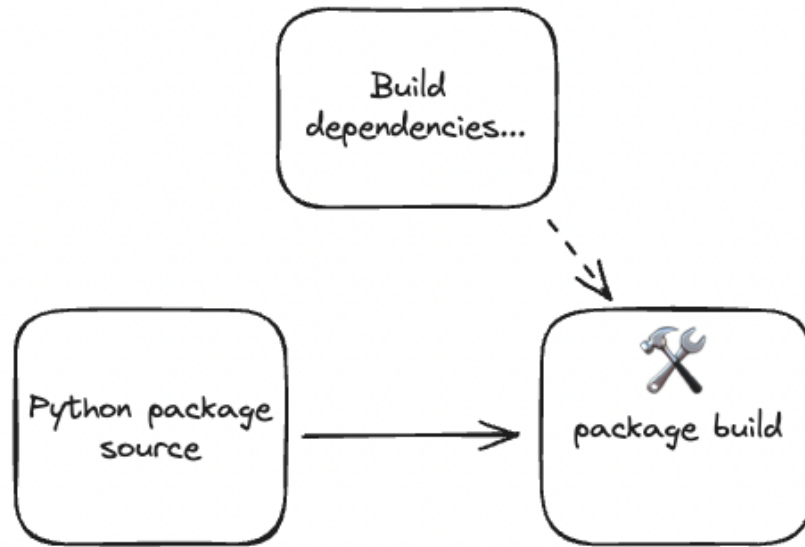 Build
dependencies...
Python package
source
package build